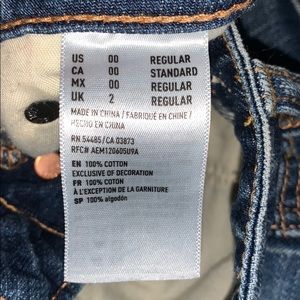 US 00 REGULAR
CA 00 STANDARD
MX 00 REGULAR
UK 2 REGULAR
MADE IN CHINA / FABRIQUÉ EN CHINE /
HECHO EN CHINA
RN 54485 / CA 03873
RFC# AEM120605U9A
EN 100% COTTON
EXCLUSIVE OF DECORATION
FR 100% COTON
À L'EXCEPTION DE LA GARNITURE
SP 100% algodón